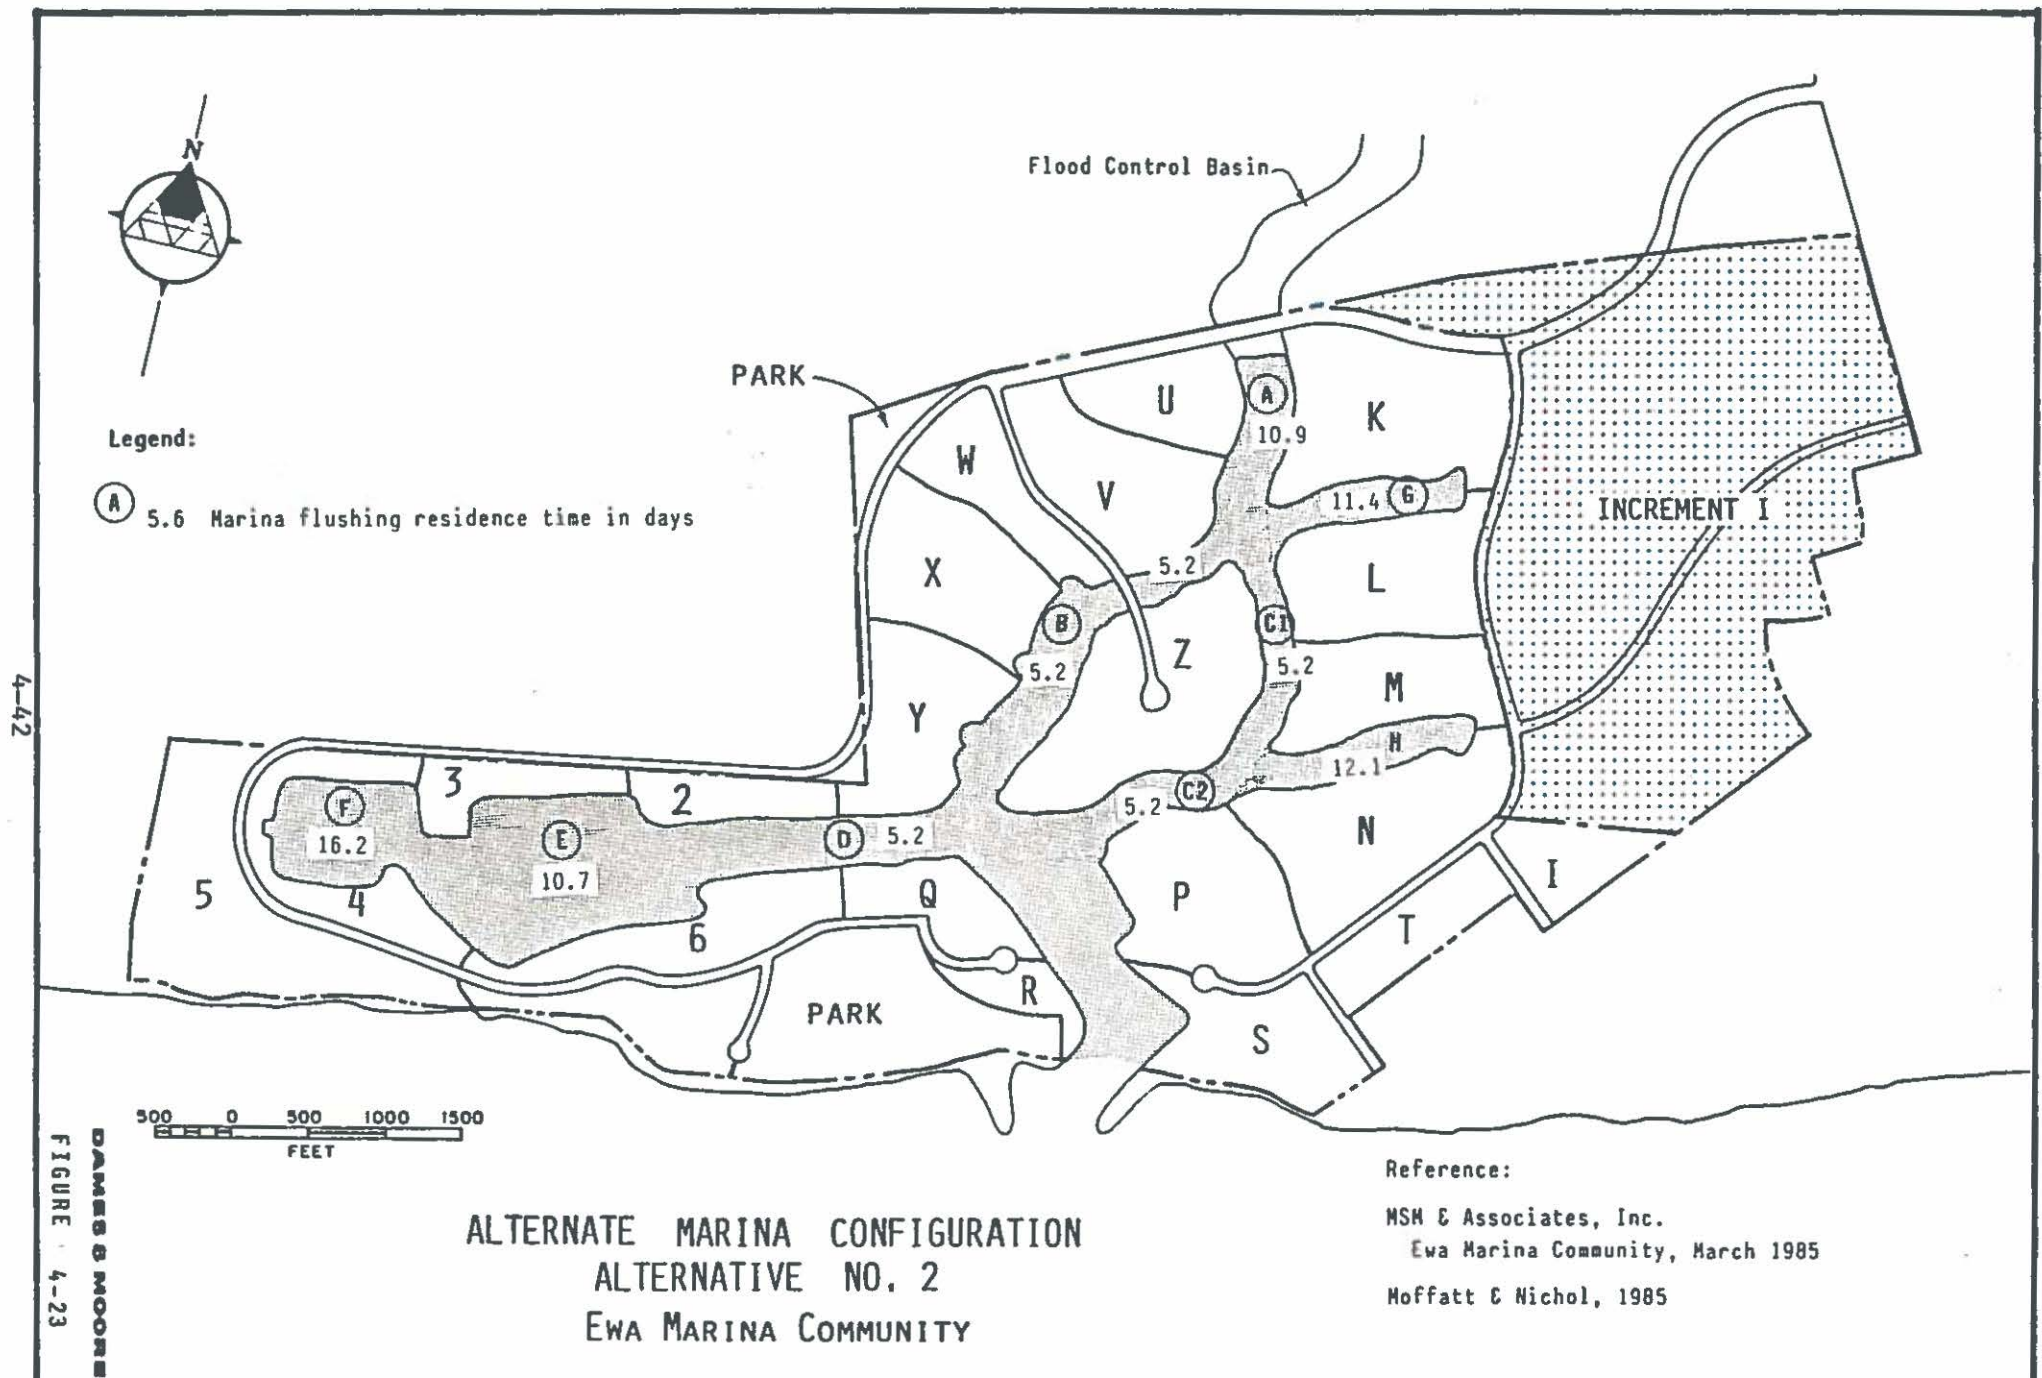 N
Flood Control Basin
PARK
U
A
10.9
K
Legend:
W
V
11.4 G
INCREMENT I
A 5.6 Marina flushing residence time in days
X
5.2
L
B
C1
Z
5.2
5.2
M
Y
H
12.1
3
2
C2
5.2
F
16.2
E
10.7
D 5.2
N
5
4
Q
P
I
6
T
R
PARK
S
500 0 500 1000 1500
FEET
4-42
DAMES & MOORE
FIGURE 4-23
ALTERNATE MARINA CONFIGURATION
ALTERNATIVE NO. 2
EWA MARINA COMMUNITY
Reference:
MSM & Associates, Inc.
Ewa Marina Community, March 1985
Moffatt & Nichol, 1985